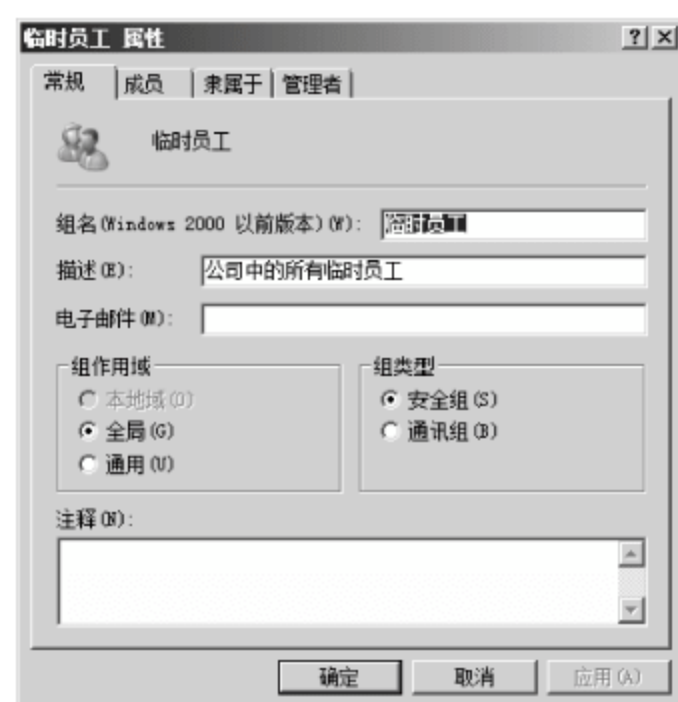 临时员工 属性
常规 成员 隶属于 管理者
临时员工
组名(Windows 2000 以前版本)(W): 临时员工
描述(E): 公司中的所有临时员工
电子邮件(M):
组作用域 组类型
本地域(O) 安全组(S)
全局(G) 通讯组(B)
通用(U)
注释(N):
确定 取消 应用(A)